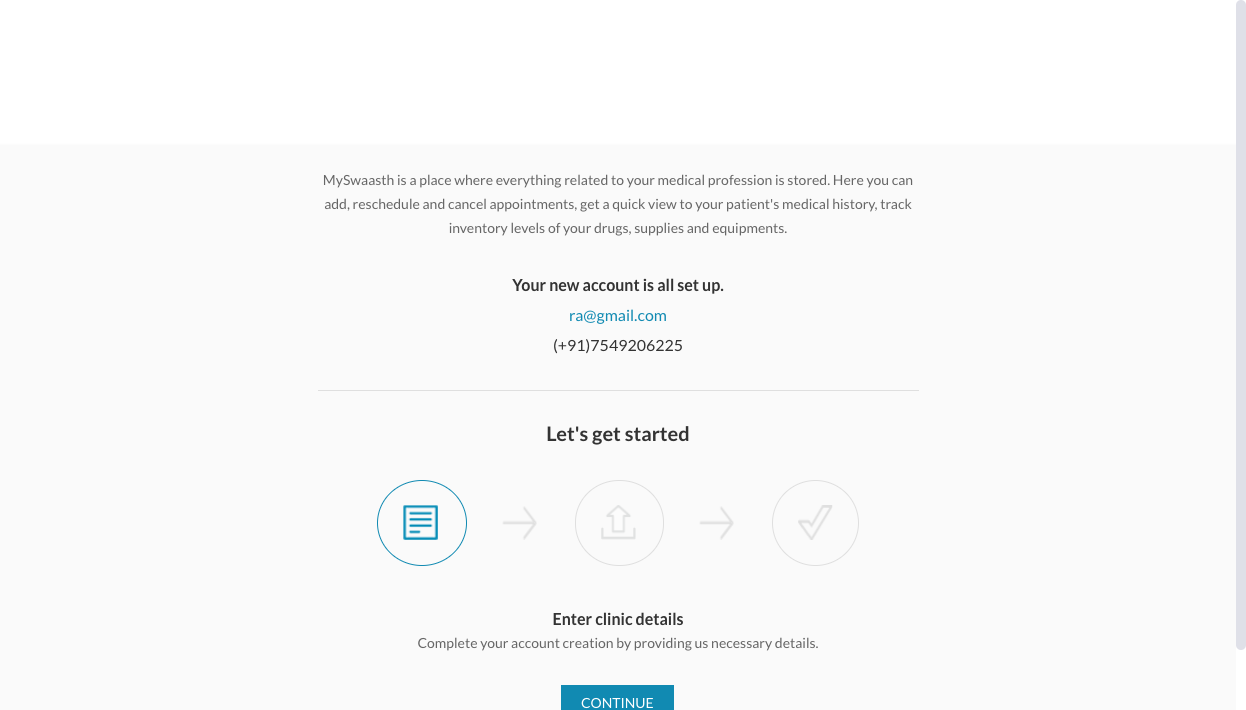 MySwaasth is a place where everything related to your medical profession is stored. Here you can
add, reschedule and cancel appointments, get a quick view to your patient's medical history, track
inventory levels of your drugs, supplies and equipments.
Your new account is all set up.
ra@gmail.com
(+91)7549206225
Let's get started
Enter clinic details
Complete your account creation by providing us necessary details.
CONTINUE